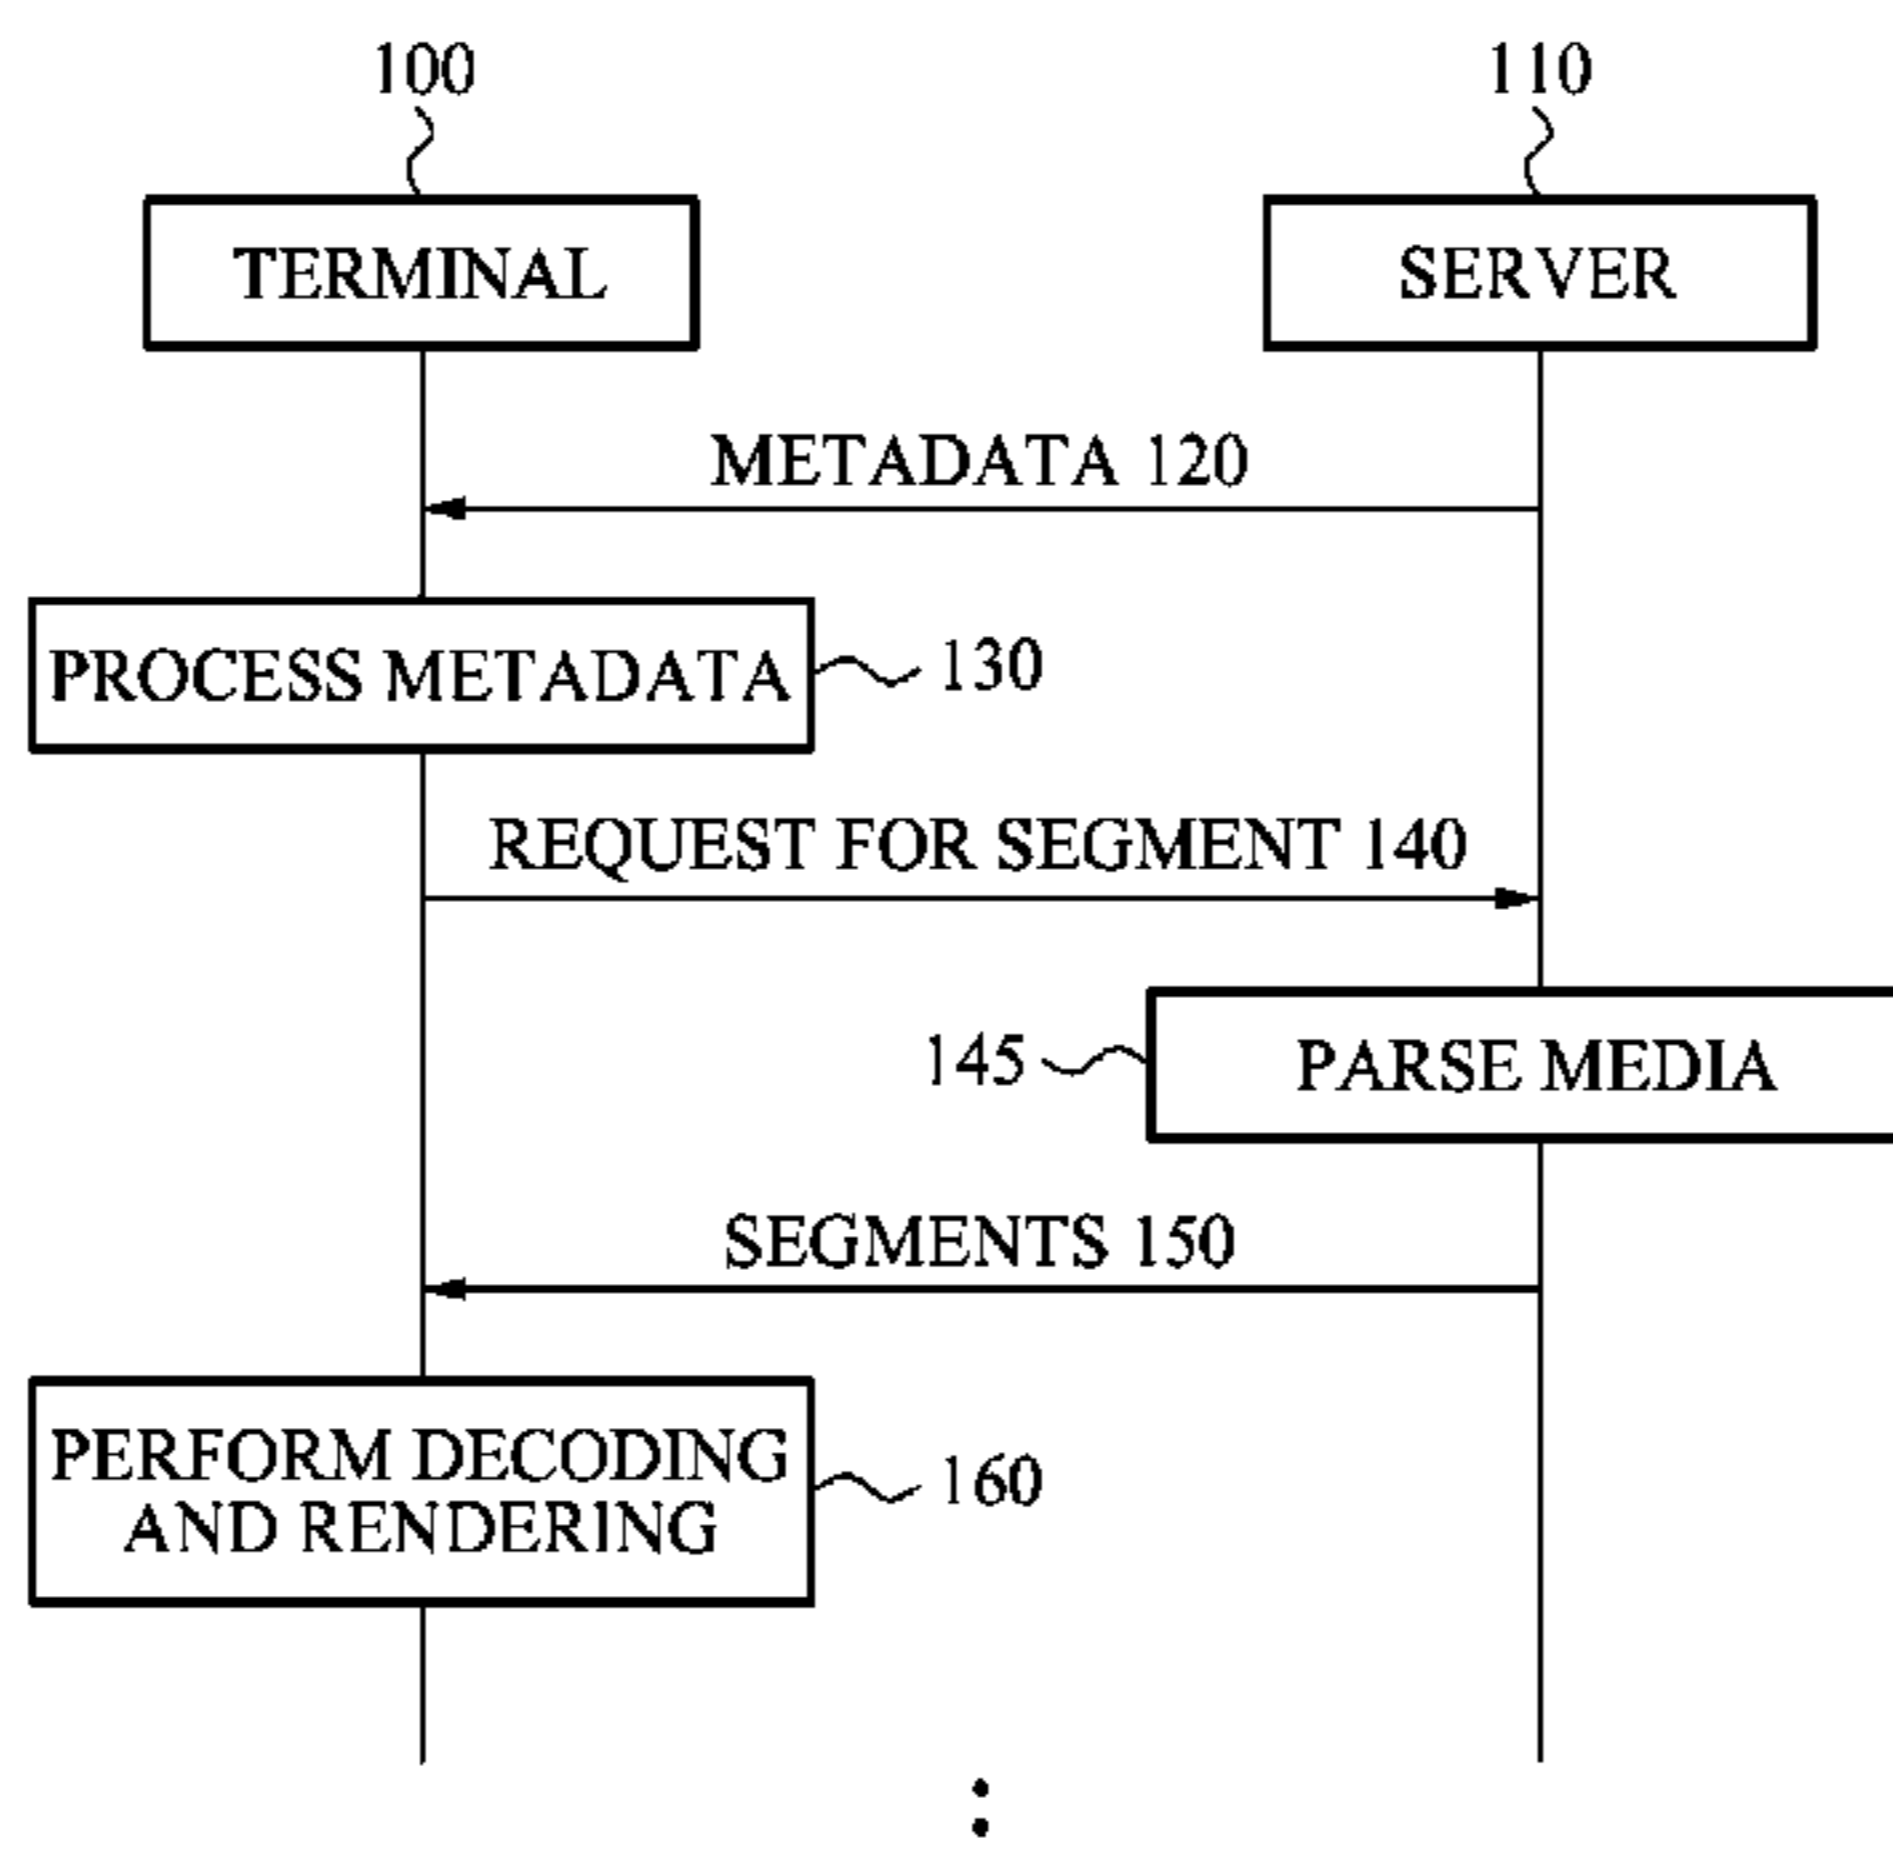 100
110
TERMINAL
SERVER
METADATA 120
PROCESS METADATA
130
REQUEST FOR SEGMENT 140
145
PARSE MEDIA
SEGMENTS 150
PERFORM DECODING
AND RENDERING
160